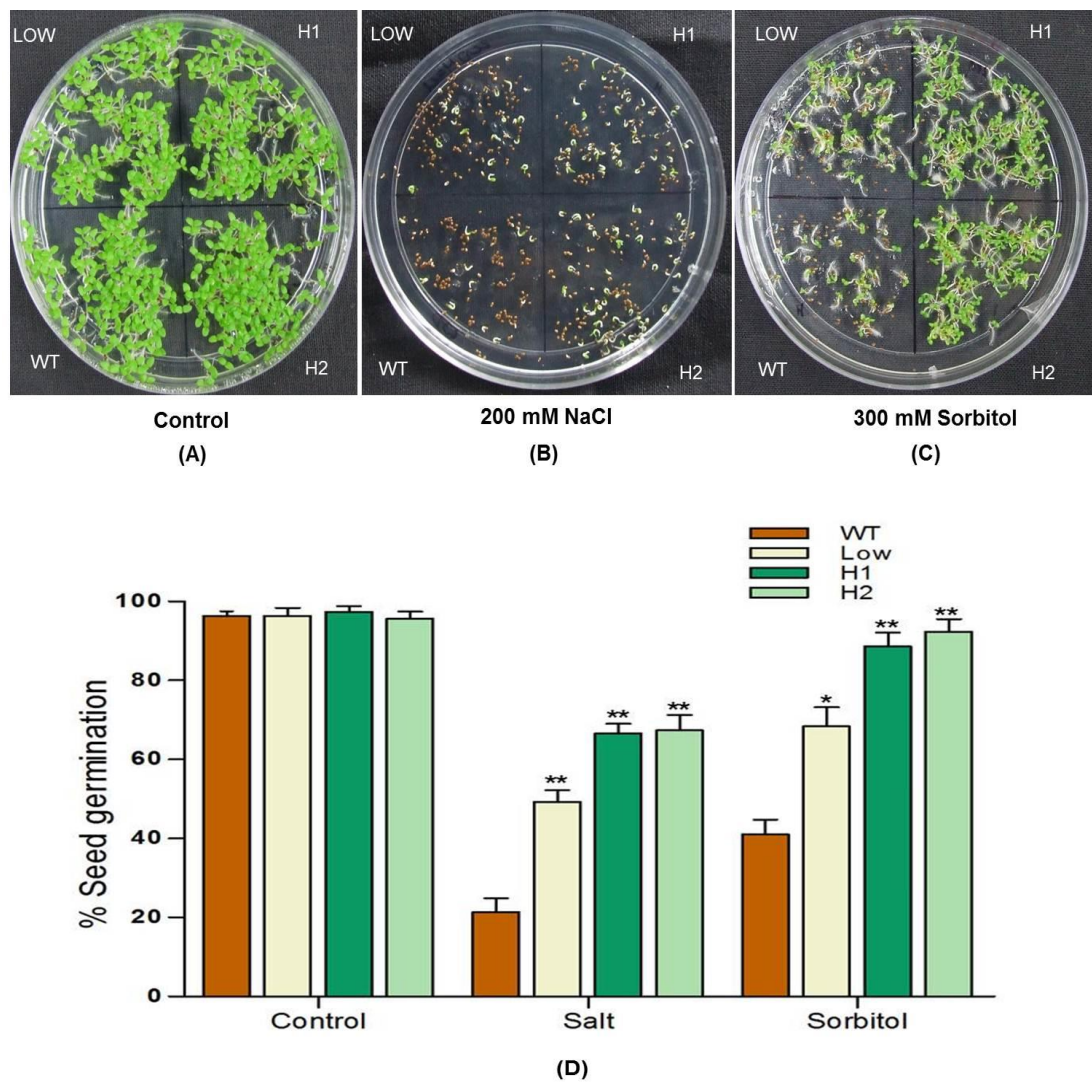 LOW H1 LOW H1 LOW H1
WT H2 WT H2 WT H2
Control 200 mM NaCl 300 mM Sorbitol
(A) (B) (C)
WT
Low
H1
H2
% Seed germination
100
80
60
40
20
0
** ** **
* ** **
Control Salt Sorbitol
(D)